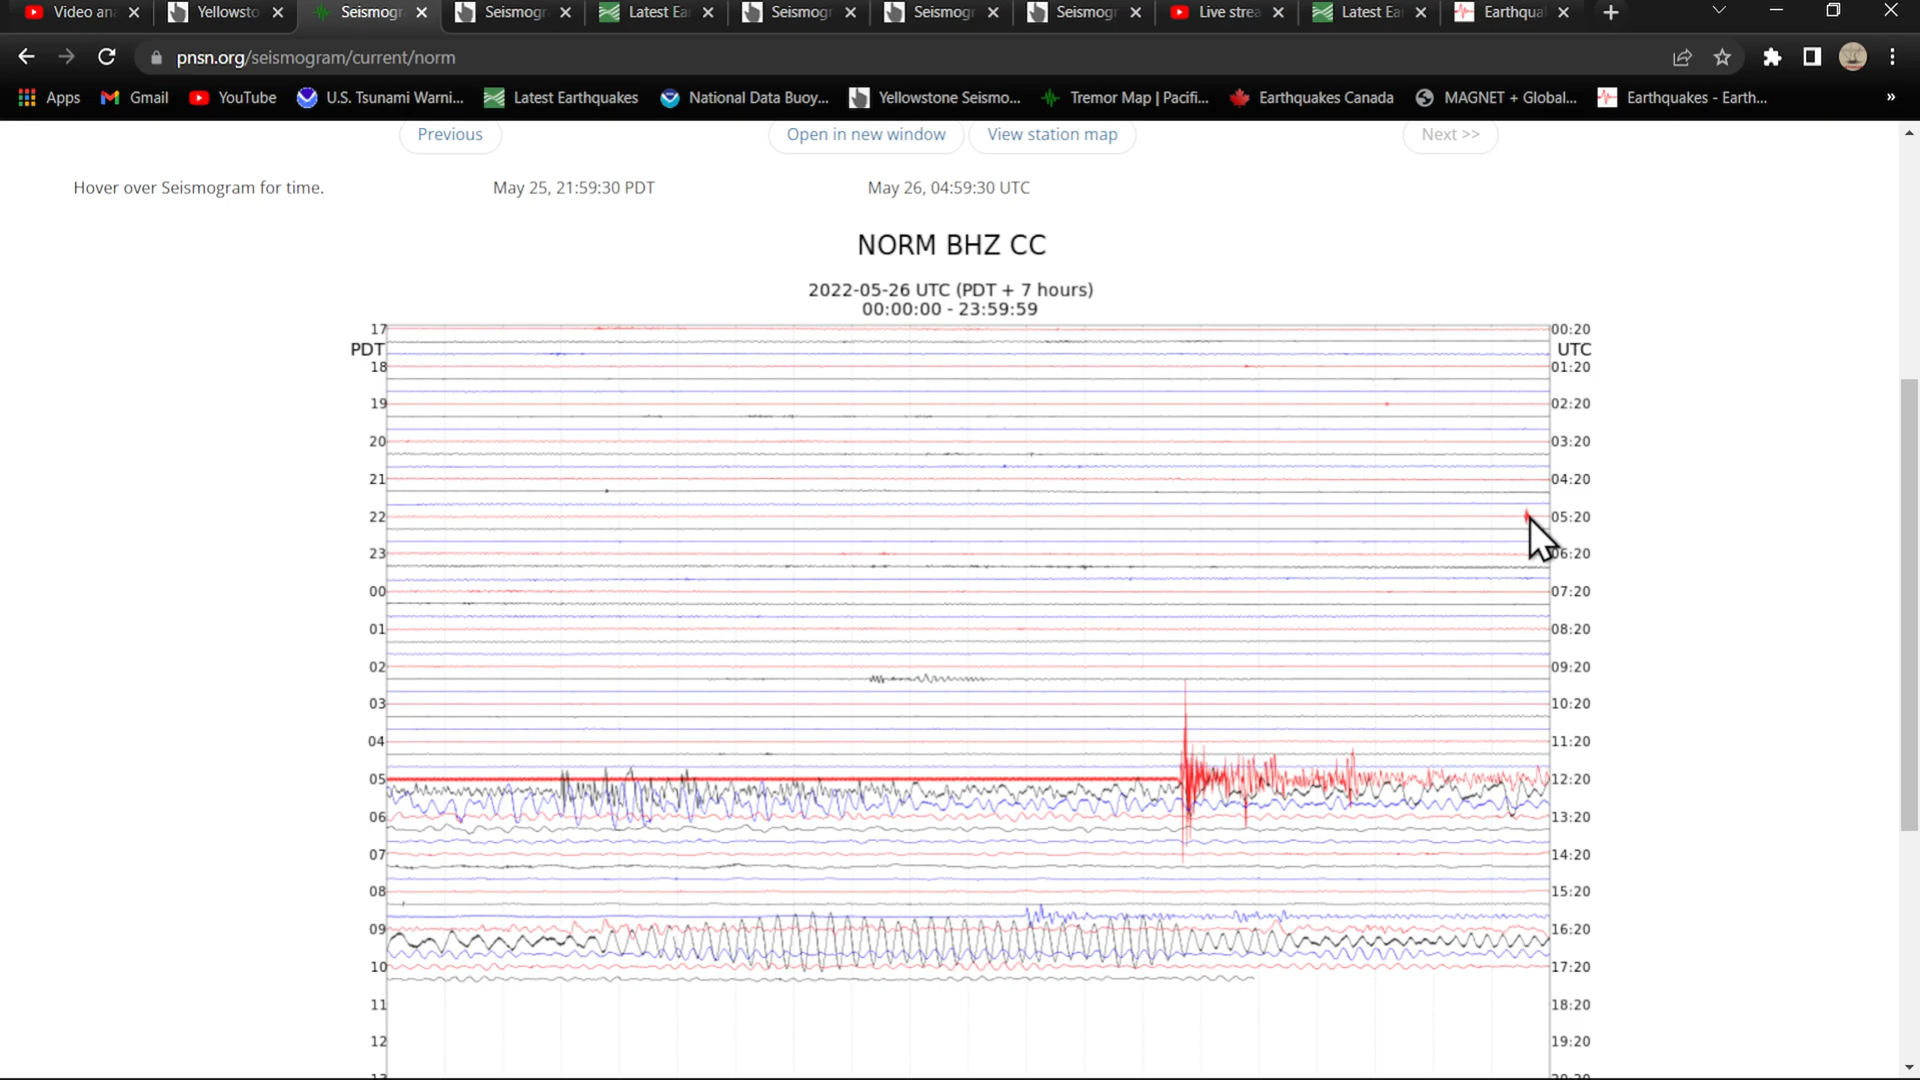 Video an
Yellowsto
Seismogr
Seismogr
Latest Ea
Seismogr
Seismogr
Seismogr
Live strea
Latest Ea
Earthqua
pnsn.org/seismogram/current/norm
Apps
Gmail
YouTube
U.S. Tsunami Warni...
Latest Earthquakes
National Data Buoy...
Yellowstone Seismo...
Tremor Map | Pacifi...
Earthquakes Canada
MAGNET + Global...
Earthquakes - Earth...
»
Previous
Open in new window
View station map
Next >>
Hover over Seismogram for time.
May 25, 21:59:30 PDT
May 26, 04:59:30 UTC
NORM BHZ CC
2022-05-26 UTC (PDT + 7 hours)
00:00:00 - 23:59:59
17 00:20
PDT UTC
18 01:20
19 02:20
20 03:20
21 04:20
22 05:20
23 06:20
00 07:20
01 08:20
02 09:20
03 10:20
04 11:20
05 12:20
06 13:20
07 14:20
08 15:20
09 16:20
10 17:20
11 18:20
12 19:20